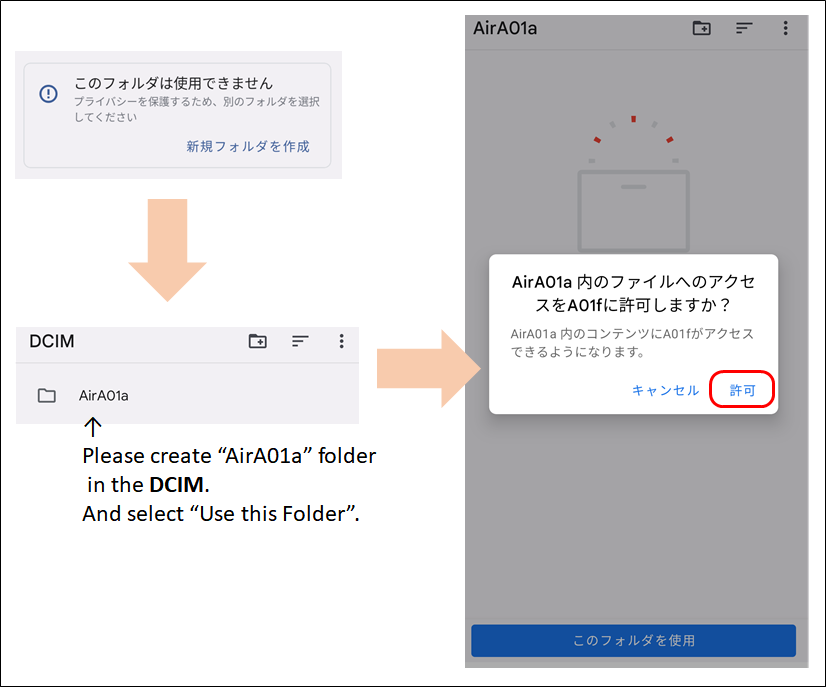 このフォルダは使用できません
プライバシーを保護するため、別のフォルダを選択
してください
新規フォルダを作成
DCIM
AirA01a
↑
Please create “AirA01a” folder
in the DCIM.
And select “Use this Folder”.
AirA01a
AirA01a 内のファイルへのアクセ
スをA01fに許可しますか？
AirA01a 内のコンテンツにA01fがアクセス
できるようになります。
キャンセル 許可
このフォルダを使用